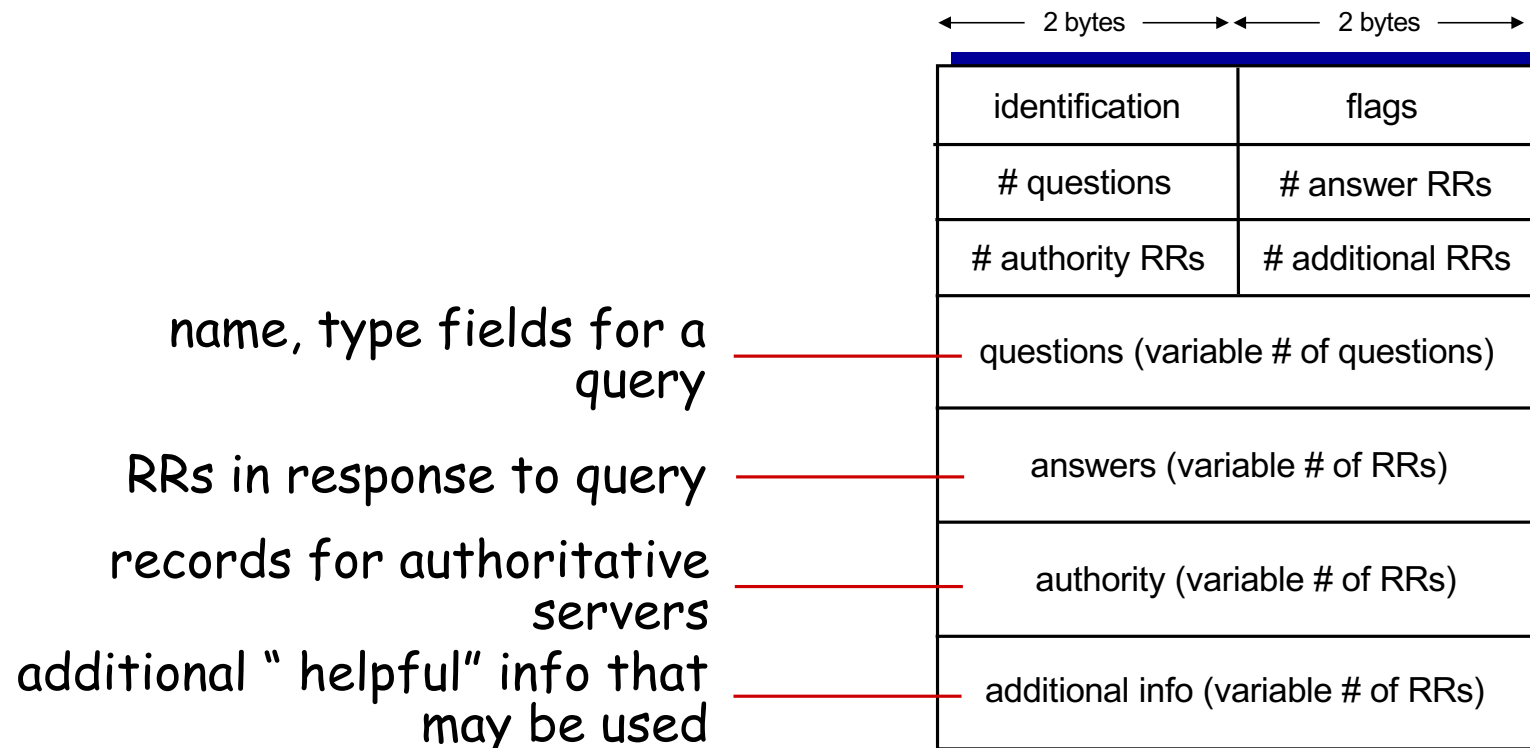 2 bytes 2 bytes
identification flags
# questions # answer RRs
# authority RRs # additional RRs
name, type fields for a
query
questions (variable # of questions)
RRs in response to query
answers (variable # of RRs)
records for authoritative
servers
authority (variable # of RRs)
additional “ helpful” info that
may be used
additional info (variable # of RRs)